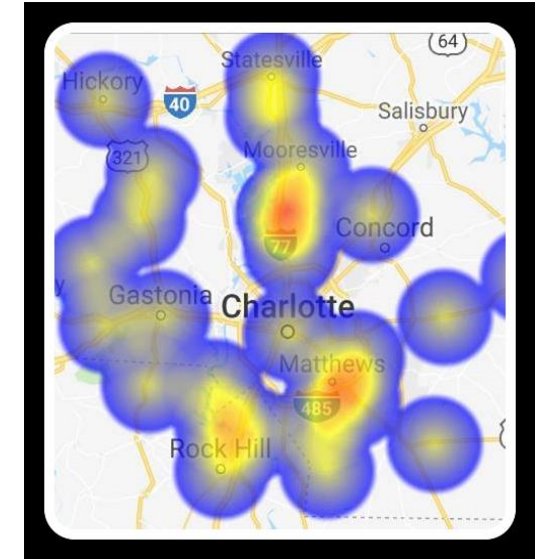 64
Statesville
Hickory
40
Salisbury
321
Mooresville
Concord
77
y
Gastonia
Charlotte
Matthews
485
Rock Hill